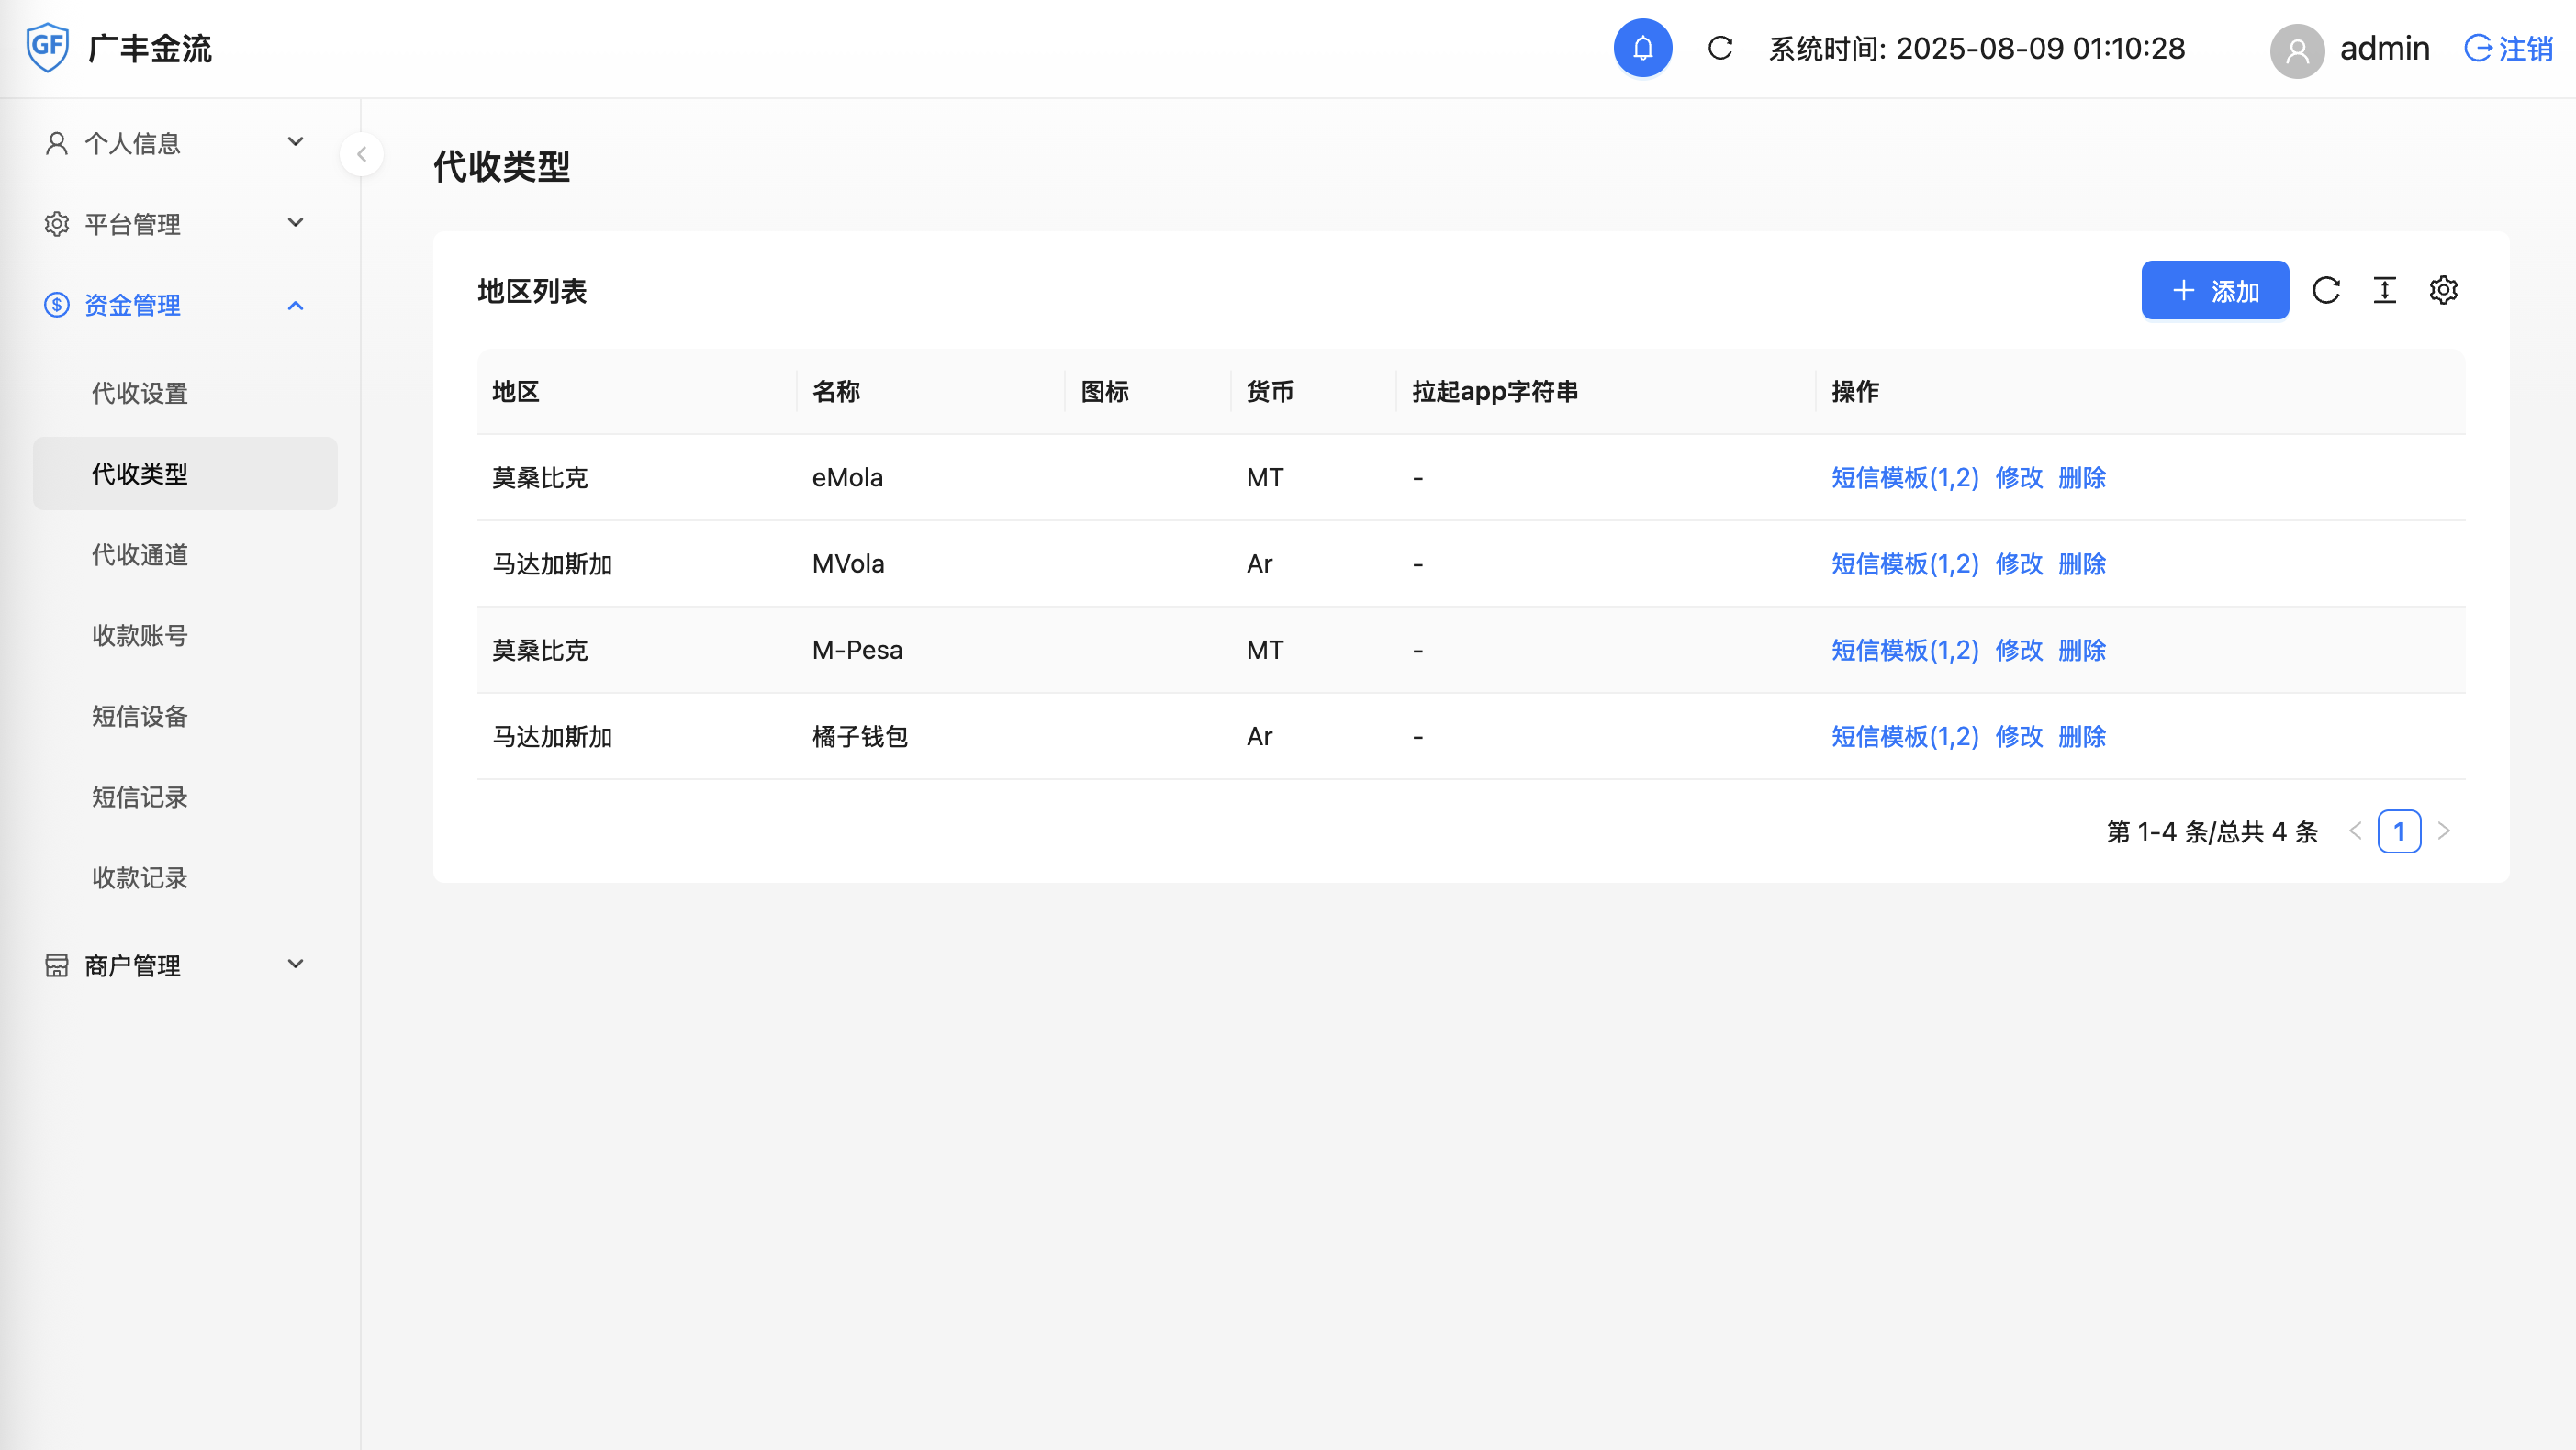 GF 广丰金流 系统时间: 2025-08-09 01:10:28 admin 注销
个人信息
平台管理
资金管理
代收设置
代收类型
代收通道
收款账号
短信设备
短信记录
收款记录
商户管理
代收类型
地区列表 添加
地区 名称 图标 货币 拉起app字符串 操作
莫桑比克 eMola MT - 短信模板(1,2) 修改 删除
马达加斯加 MVola Ar - 短信模板(1,2) 修改 删除
莫桑比克 M-Pesa MT - 短信模板(1,2) 修改 删除
马达加斯加 橘子钱包 Ar - 短信模板(1,2) 修改 删除
第 1-4 条/总共 4 条 1